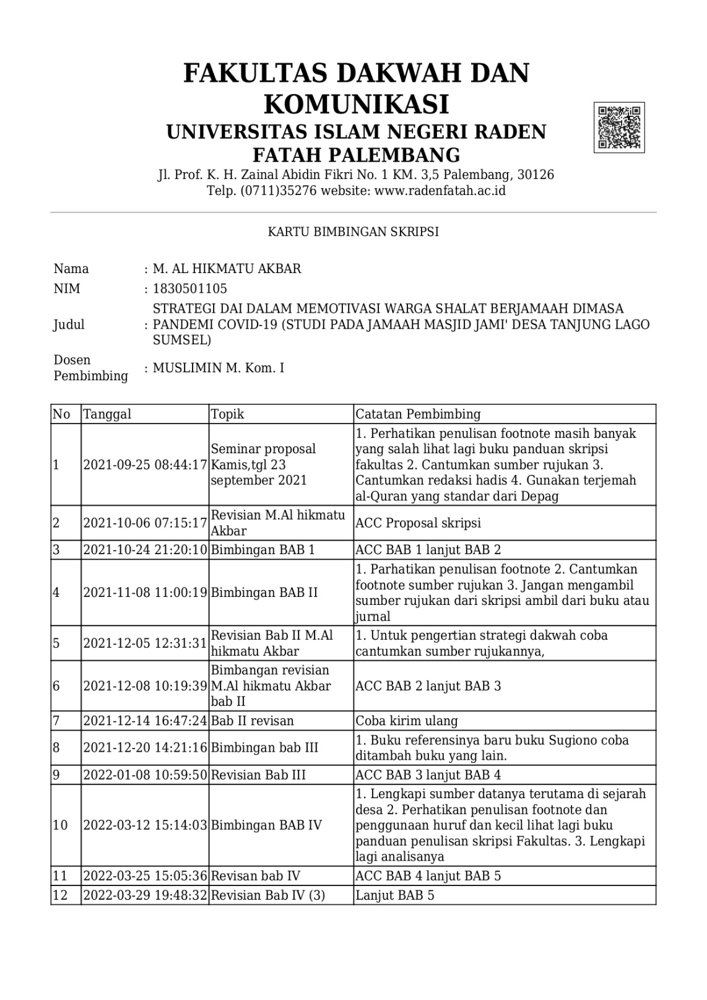 FAKULTAS DAKWAH DAN
KOMUNIKASI
UNIVERSITAS ISLAM NEGERI RADEN
FATAH PALEMBANG
Jl. Prof. K. H. Zainal Abidin Fikri No. 1 KM. 3,5 Palembang, 30126
Telp. (0711)35276 website: www.radenfatah.ac.id
KARTU BIMBINGAN SKRIPSI
Nama : M. AL HIKMATU AKBAR
NIM : 1830501105
STRATEGI DAI DALAM MEMOTIVASI WARGA SHALAT BERJAMAAH DIMASA
Judul : PANDEMI COVID-19 (STUDI PADA JAMAAH MASJID JAMI' DESA TANJUNG LAGO
SUMSEL)
Dosen
Pembimbing : MUSLIMIN M. Kom. I
No Tanggal Topik Catatan Pembimbing
1 2021-09-25 08:44:17 Seminar proposal
Kamis,tgl 23
september 2021
1. Perhatikan penulisan footnote masih banyak
yang salah lihat lagi buku panduan skripsi
fakultas 2. Cantumkan sumber rujukan 3.
Cantumkan redaksi hadis 4. Gunakan terjemah
al-Quran yang standar dari Depag
2 2021-10-06 07:15:17 Revisian M.Al hikmatu
Akbar
ACC Proposal skripsi
3 2021-10-24 21:20:10 Bimbingan BAB 1 ACC BAB 1 lanjut BAB 2
4 2021-11-08 11:00:19 Bimbingan BAB II
1. Parhatikan penulisan footnote 2. Cantumkan
footnote sumber rujukan 3. Jangan mengambil
sumber rujukan dari skripsi ambil dari buku atau
jurnal
5 2021-12-05 12:31:31 Revisian Bab II M.Al
hikmatu Akbar
1. Untuk pengertian strategi dakwah coba
cantumkan sumber rujukannya,
6 2021-12-08 10:19:39 Bimbangan revisian
M.Al hikmatu Akbar
bab II
ACC BAB 2 lanjut BAB 3
7 2021-12-14 16:47:24 Bab II revisan Coba kirim ulang
8 2021-12-20 14:21:16 Bimbingan bab III
1. Buku referensinya baru buku Sugiono coba
ditambah buku yang lain.
9 2022-01-08 10:59:50 Revisian Bab III ACC BAB 3 lanjut BAB 4
10 2022-03-12 15:14:03 Bimbingan BAB IV
1. Lengkapi sumber datanya terutama di sejarah
desa 2. Perhatikan penulisan footnote dan
penggunaan huruf dan kecil lihat lagi buku
panduan penulisan skripsi Fakultas. 3. Lengkapi
lagi analisanya
11 2022-03-25 15:05:36 Revisan bab IV ACC BAB 4 lanjut BAB 5
12 2022-03-29 19:48:32 Revisian Bab IV (3) Lanjut BAB 5